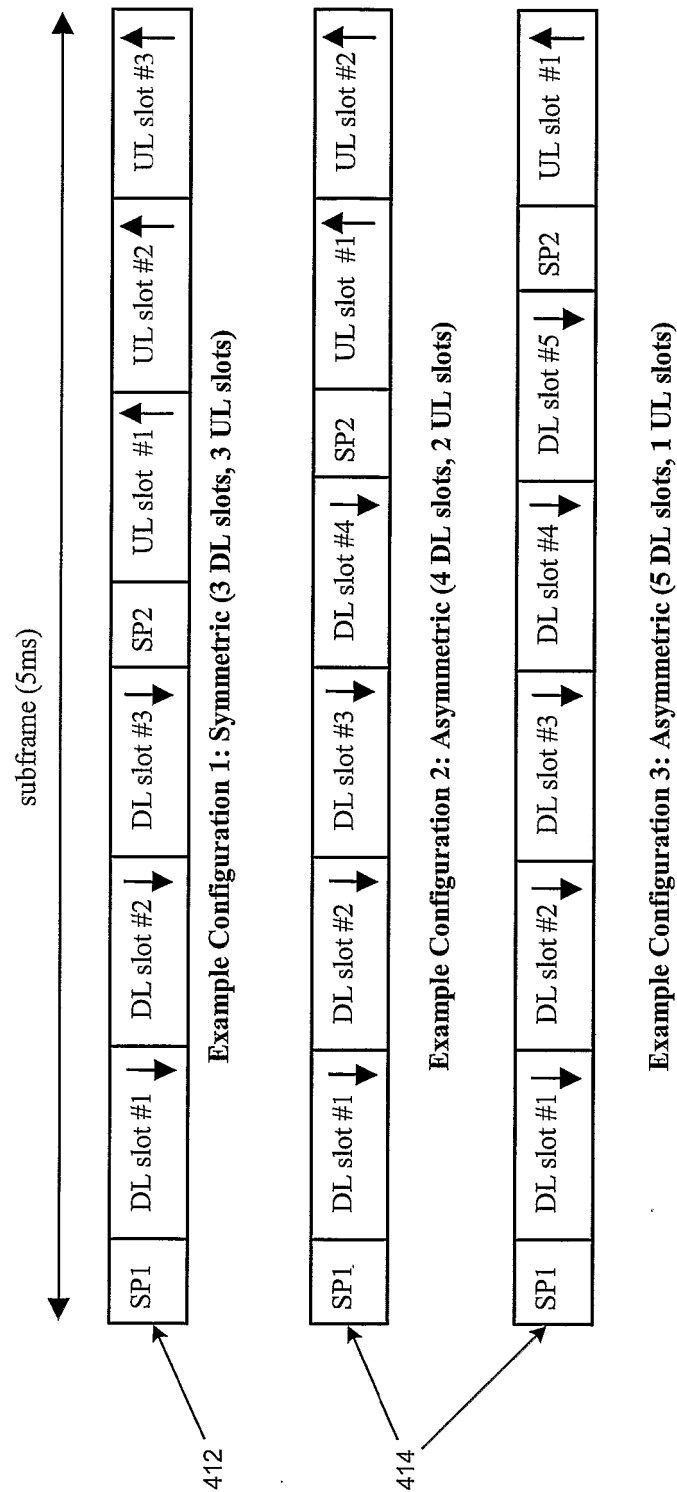 subframe (5ms)
412
SP1 DL slot #1 DL slot #2 DL slot #3 SP2 UL slot #1 UL slot #2 UL slot #3
Example Configuration 1: Symmetric (3 DL slots, 3 UL slots)
414
SP1 DL slot #1 DL slot #2 DL slot #3 DL slot #4 SP2 UL slot #1 UL slot #2
Example Configuration 2: Asymmetric (4 DL slots, 2 UL slots)
SP1 DL slot #1 DL slot #2 DL slot #3 DL slot #4 DL slot #5 SP2 UL slot #1
Example Configuration 3: Asymmetric (5 DL slots, 1 UL slots)